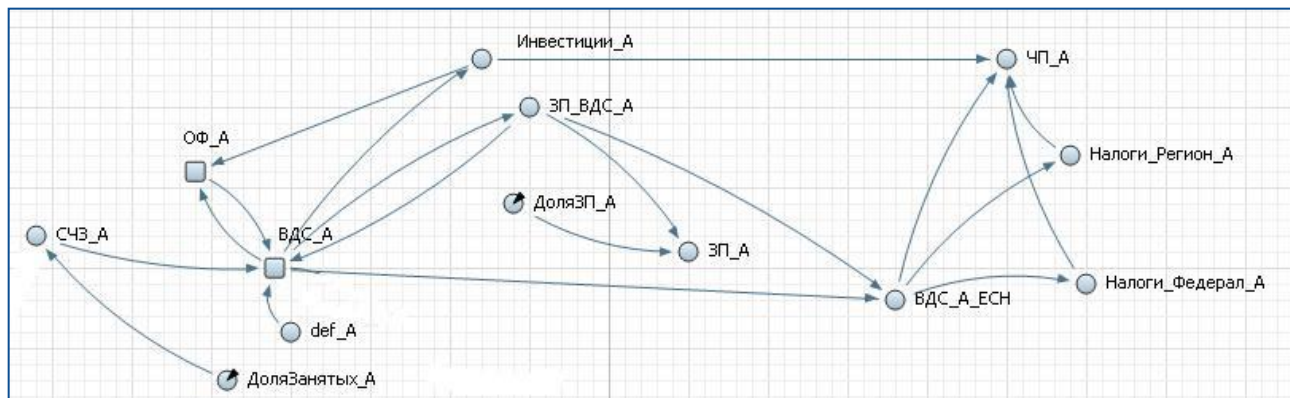 Инвестиции_А
ЧП_А
ЗП_ВДС_А
ОФ_А
Налоги_Регион_А
ДоляЗП_А
СЧЗ_А
ВДС_А
ЗП_А
Налоги_Федерал_А
ВДС_А_ЕСН
def_A
ДоляЗанятых_А